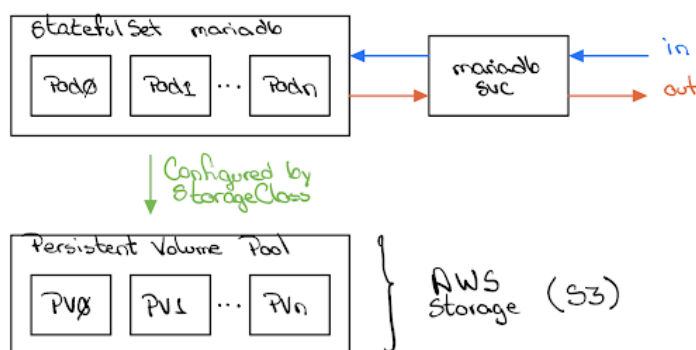 StatefulSet mariadb
Pod0 Pod1 ... Podn
mariadb
svc
in
out
Configured by
StorageClass
Persistent Volume Pool
PV0 PV1 ... PVn
AWS
Storage (S3)